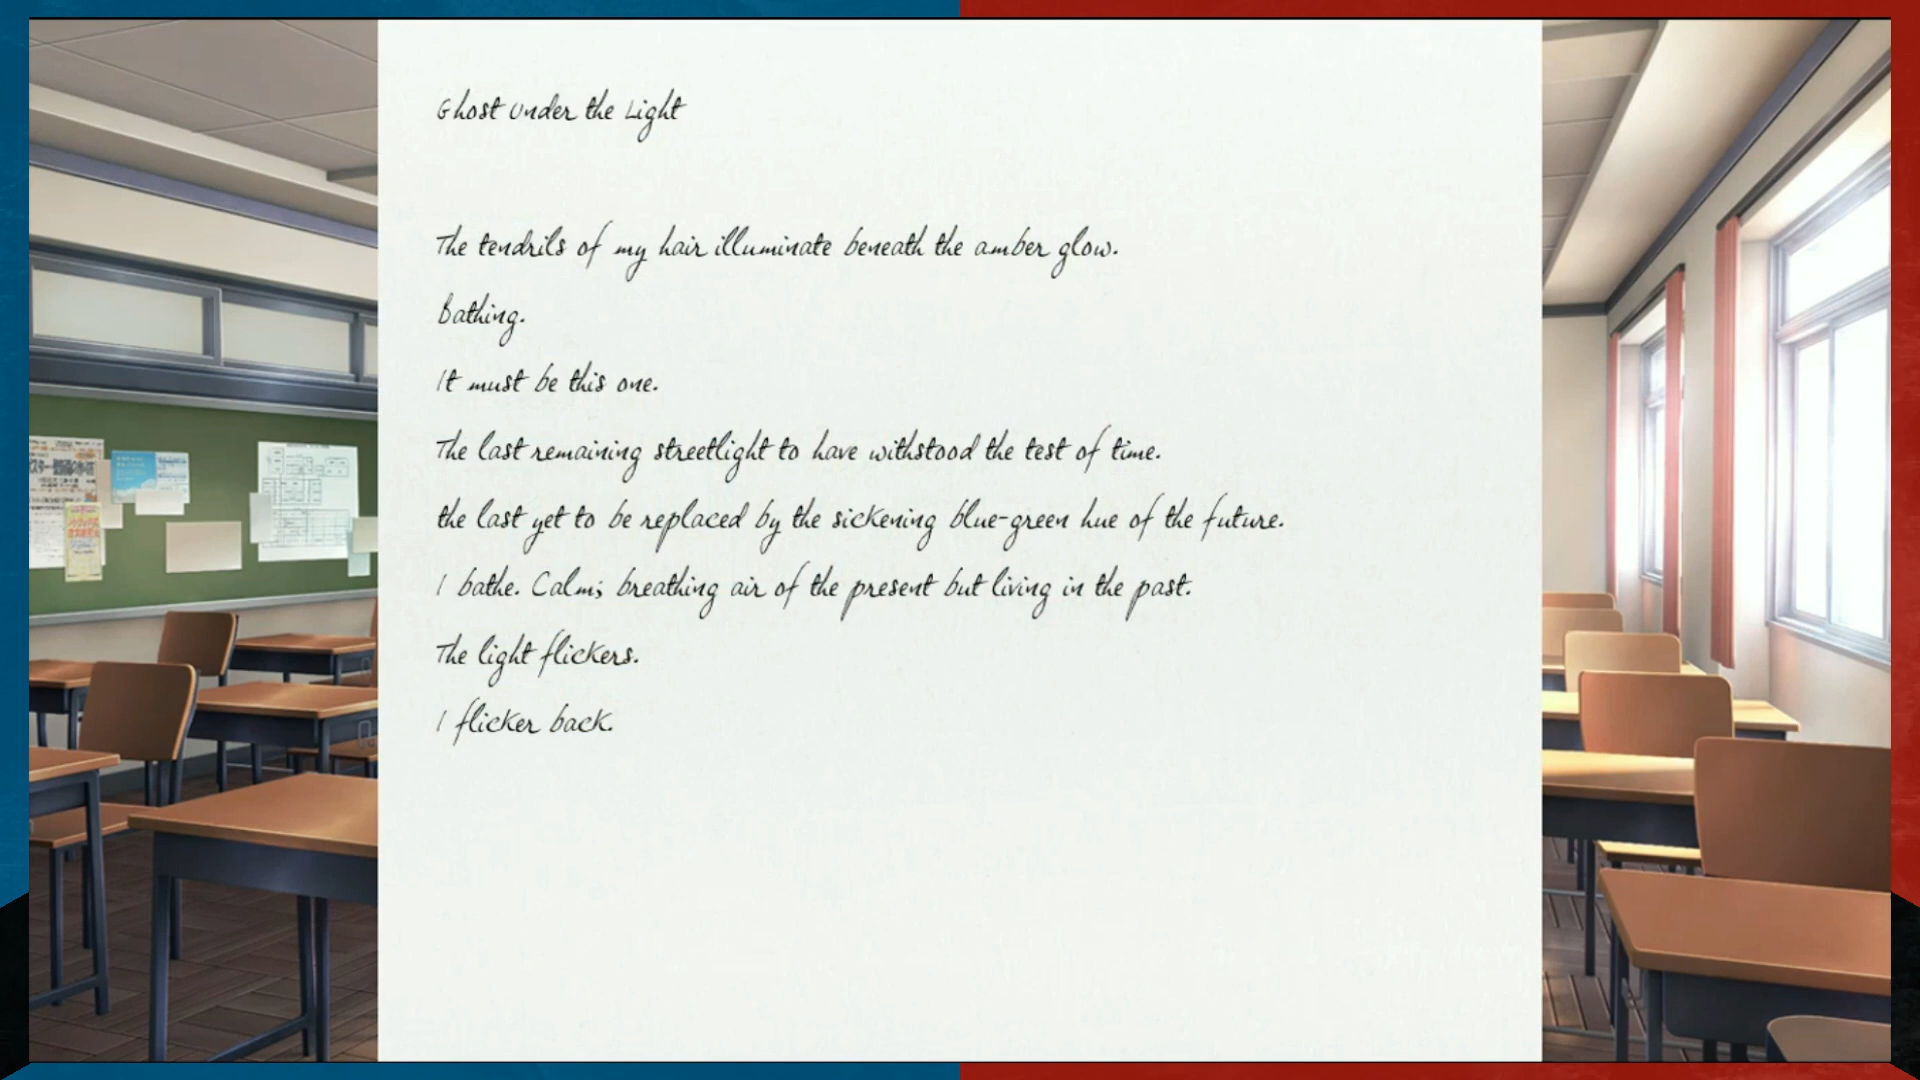 Ghost Under the Light
The tendrils of my hair illuminate beneath the amber glow.
Bathing.
It must be this one.
The last remaining streetlight to have withstood the test of time.
the last yet to be replaced by the sickening blue-green hue of the future.
I bathe. Calm; breathing air of the present but living in the past.
The light flickers.
I flicker back.